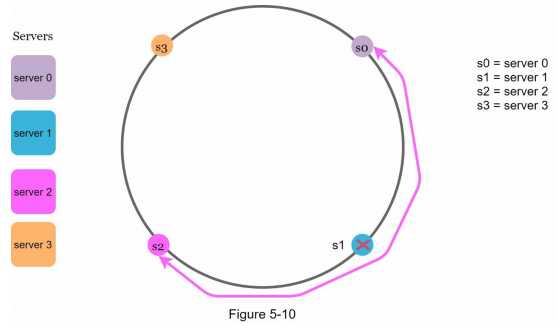 Servers
server 0
server 1
server 2
server 3
s3
s0
s2
s1
s0 = server 0
s1 = server 1
s2 = server 2
s3 = server 3
Figure 5-10